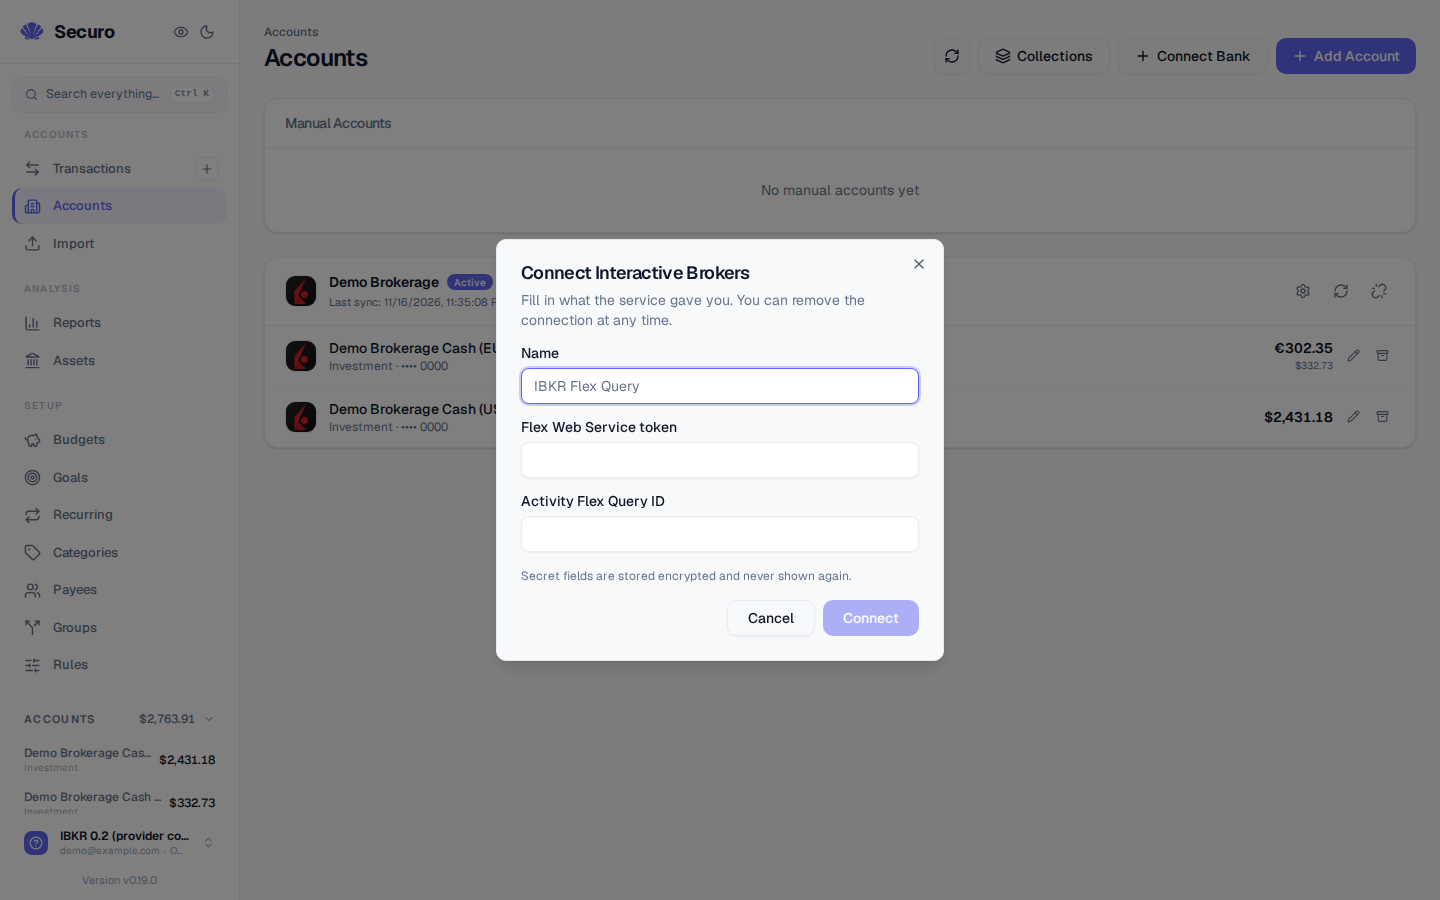 Securo
Search everything...
Ctrl K
ACCOUNTS
Transactions
Accounts
Import
ANALYSIS
Reports
Assets
SETUP
Budgets
Goals
Recurring
Categories
Payees
Groups
Rules
ACCOUNTS
$2,763.91
Demo Brokerage Cas...
Investment
$2,431.18
Demo Brokerage Cash ...
Investment
$332.73
IBKR 0.2 (provider co...
demo@example.com · O...
Version v0.19.0
Accounts
Accounts
Collections
Connect Bank
Add Account
Manual Accounts
No manual accounts yet
Demo Brokerage
Active
Last sync: 11/16/2026, 11:35:08
Demo Brokerage Cash (EU
Investment · •••• 0000
€302.35
$332.73
Demo Brokerage Cash (US
Investment · •••• 0000
$2,431.18
Connect Interactive Brokers
Fill in what the service gave you. You can remove the
connection at any time.
Name
IBKR Flex Query
Flex Web Service token
Activity Flex Query ID
Secret fields are stored encrypted and never shown again.
Cancel
Connect